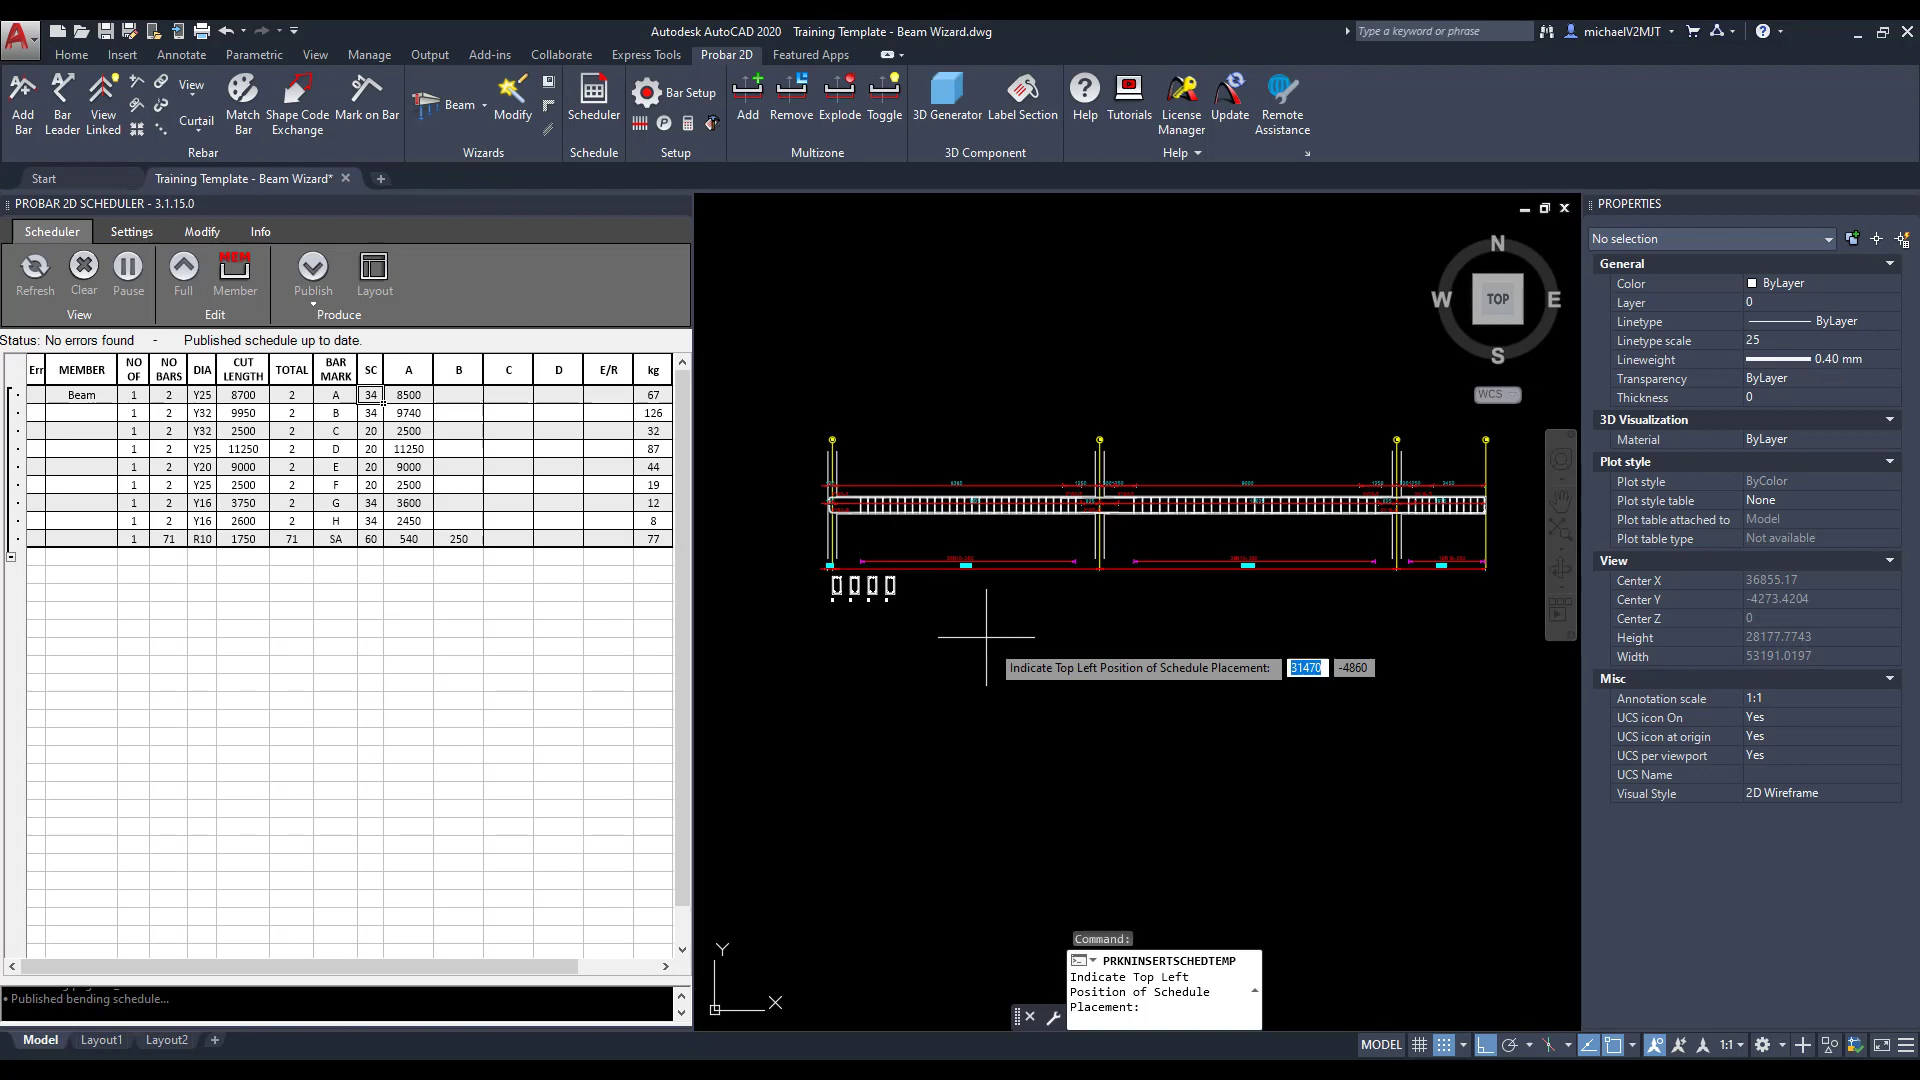 Autodesk AutoCAD 2020 Training Template - Beam Wizard.dwg
Type a keyword or phrase
michaelV2MJT
Home Insert Annotate Parametric View Manage Output Add-ins Collaborate Express Tools Probar 2D Featured Apps
Add Bar
Bar Leader
View Linked
View
Curtail
Match Bar
Shape Code Exchange
Mark on Bar
Rebar
Beam
Modify
Wizards
Scheduler
Schedule
Bar Setup
Setup
Add Remove Explode Toggle
Multizone
3D Generator Label Section
3D Component
Help Tutorials
License Manager
Update
Remote Assistance
Help
Start
Training Template - Beam Wizard*
PROBAR 2D SCHEDULER - 3.1.15.0
Scheduler Settings Modify Info
Refresh Clear Pause Full Member Publish Layout
View Edit Produce
Status: No errors found - Published schedule up to date.
Err MEMBER NO OF NO BARS DIA CUT LENGTH TOTAL BAR MARK SC A B C D E/R kg
Beam 1 2 Y25 8700 2 A 34 8500 67
1 2 Y32 9950 2 B 34 9740 126
1 2 Y32 2500 2 C 20 2500 32
1 2 Y25 11250 2 D 20 11250 87
1 2 Y20 9000 2 E 20 9000 44
1 2 Y25 2500 2 F 20 2500 19
1 2 Y16 3750 2 G 34 3600 12
1 2 Y16 2600 2 H 34 2450 8
1 71 R10 1750 71 SA 60 540 250 77
Published bending schedule...
Model Layout1 Layout2
N
W TOP E
S
WCS
Indicate Top Left Position of Schedule Placement: 31470 -4860
Y
X
Command:
PRKNINSERTSCHEDTEMP
Indicate Top Left
Position of Schedule
Placement:
PROPERTIES
No selection
General
Color ByLayer
Layer 0
Linetype ByLayer
Linetype scale 25
Lineweight 0.40 mm
Transparency ByLayer
Thickness 0
3D Visualization
Material ByLayer
Plot style
Plot style ByColor
Plot style table None
Plot table attached to Model
Plot table type Not available
View
Center X 36855.17
Center Y -4273.4204
Center Z 0
Height 28177.7743
Width 53191.0197
Misc
Annotation scale 1:1
UCS icon On Yes
UCS icon at origin Yes
UCS per viewport Yes
UCS Name
Visual Style 2D Wireframe
MODEL 1:1